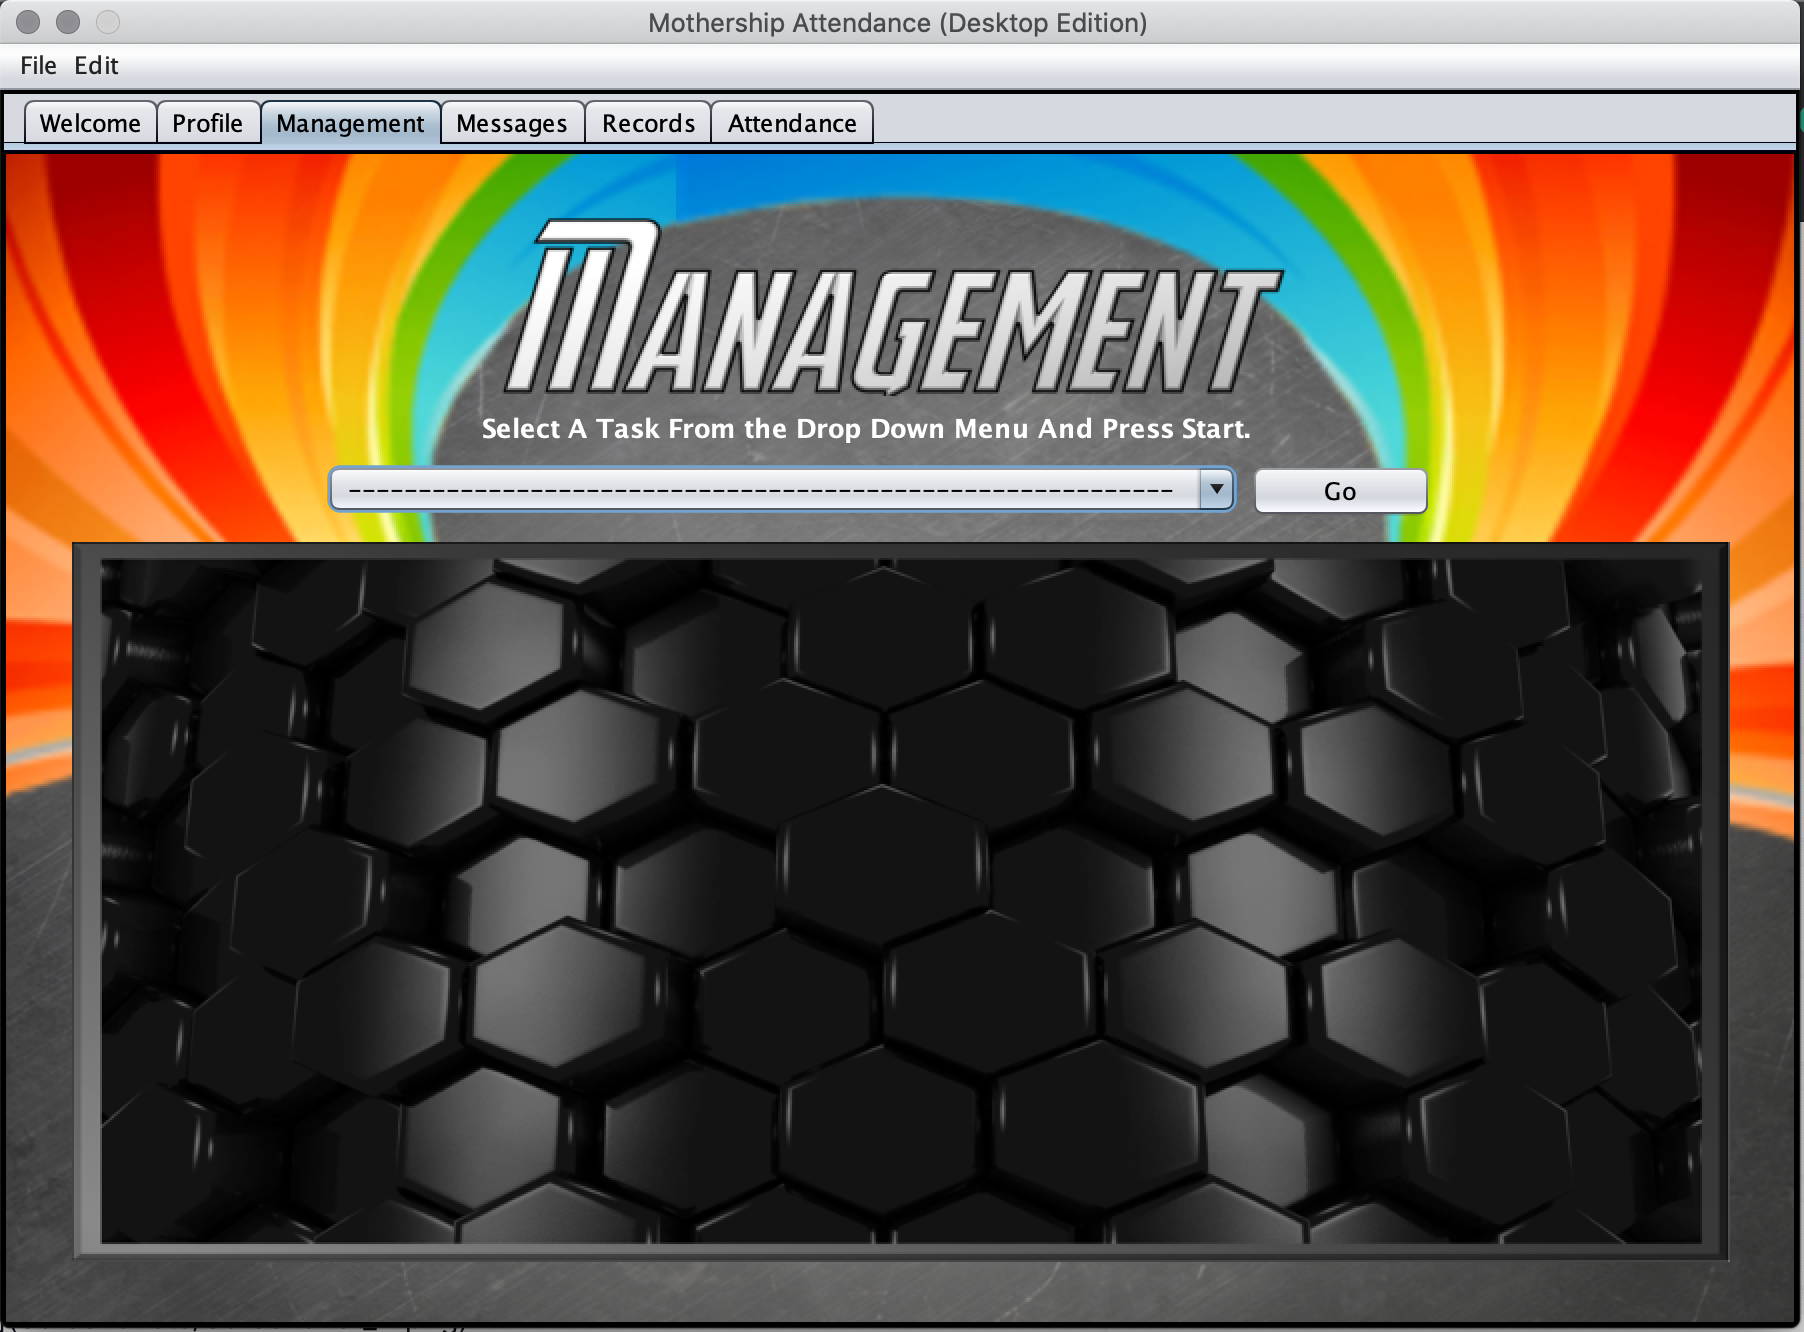 Mothership Attendance (Desktop Edition)
File Edit
Welcome Profile Management Messages Records Attendance
MANAGEMENT
Select A Task From the Drop Down Menu And Press Start.
-----------------------------------------------------------
Go